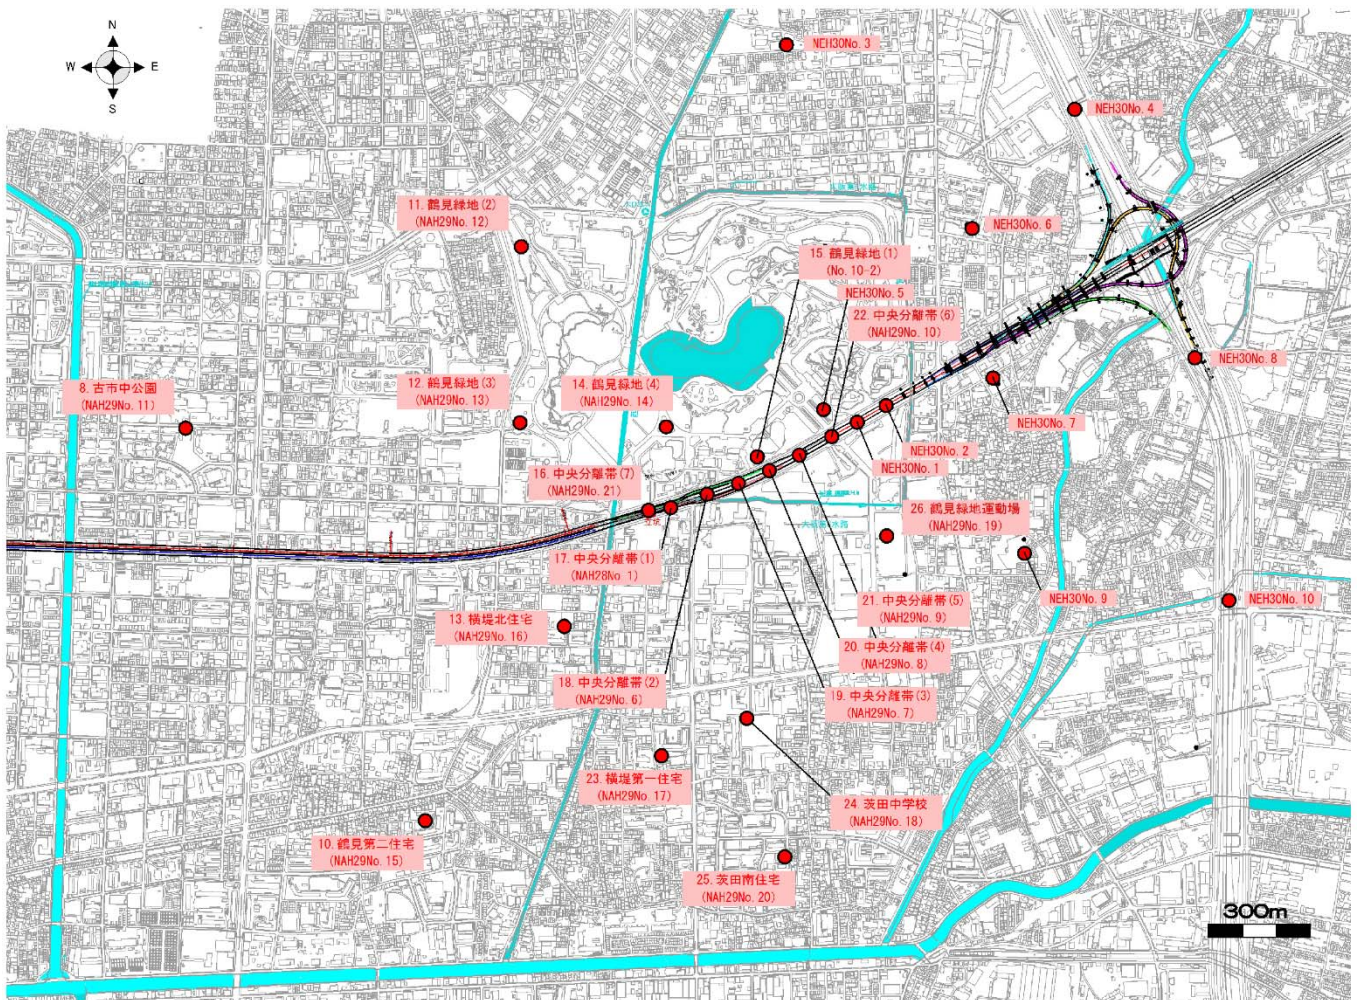 N
W
E
S
NEH30No. 3
NEH30No. 4
11. 鶴見緑地(2)
(NAH29No. 12)
NEH30No. 6
15. 鶴見緑地(1)
(No. 10-2)
NEH30No. 5
22. 中央分離帯(6)
(NAH29No. 10)
NEH30No. 8
8. 古市中公園
(NAH29No. 11)
12. 鶴見緑地(3)
(NAH29No. 13)
14. 鶴見緑地(4)
(NAH29No. 14)
NEH30No. 7
NEH30No. 2
NEH30No. 1
16. 中央分離帯(7)
(NAH29No. 21)
26. 鶴見緑地運動場
(NAH29No. 19)
17. 中央分離帯(1)
(NAH28No. 1)
NEH30No. 9
NEH30No. 10
21. 中央分離帯(5)
(NAH29No. 9)
13. 横堤北住宅
(NAH29No. 16)
20. 中央分離帯(4)
(NAH29No. 8)
18. 中央分離帯(2)
(NAH29No. 6)
19. 中央分離帯(3)
(NAH29No. 7)
23. 横堤第一住宅
(NAH29No. 17)
24. 茨田中学校
(NAH29No. 18)
10. 鶴見第二住宅
(NAH29No. 15)
25. 茨田南住宅
(NAH29No. 20)
300m